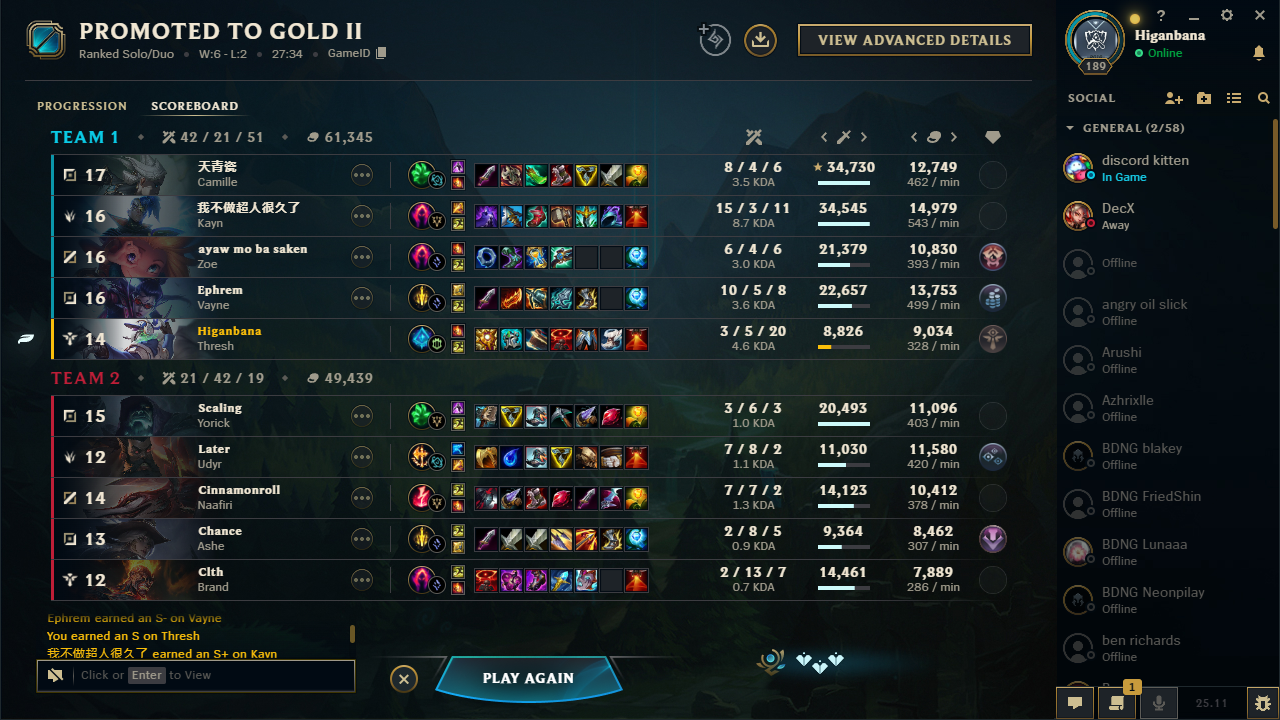 PROMOTED TO GOLD II
Ranked Solo/Duo • W:6 - L:2 • 27:34 GameID
VIEW ADVANCED DETAILS
PROGRESSION SCOREBOARD
TEAM 1 42 / 21 / 51 61,345
17 天青瓷 8 / 4 / 6 34,730 12,749
Camille 3.5 KDA 462 / min
16 我不做超人很久了 15 / 3 / 11 34,545 14,979
Kayn 8.7 KDA 543 / min
16 ayaw mo ba saken 6 / 4 / 6 21,379 10,830
Zoe 3.0 KDA 393 / min
16 Ephrem 10 / 5 / 8 22,657 13,753
Vayne 3.6 KDA 499 / min
14 Higanbana 3 / 5 / 20 8,826 9,034
Thresh 4.6 KDA 328 / min
TEAM 2 21 / 42 / 19 49,439
15 Scaling 3 / 6 / 3 20,493 11,096
Yorick 1.0 KDA 403 / min
12 Later 7 / 8 / 2 11,030 11,580
Udyr 1.1 KDA 420 / min
14 Cinnamonroll 7 / 7 / 2 14,123 10,412
Naafiri 1.3 KDA 378 / min
13 Chance 2 / 8 / 5 9,364 8,462
Ashe 0.9 KDA 307 / min
12 Clth 2 / 13 / 7 14,461 7,889
Brand 0.7 KDA 286 / min
Ephrem earned an S- on Vayne
You earned an S on Thresh
我不做超人很久了 earned an S+ on Kayn
Click or Enter to View
PLAY AGAIN
?
Higanbana
Online
189
SOCIAL
GENERAL (2/58)
discord kitten
In Game
DecX
Away
Offline
angry oil slick
Offline
Arushi
Offline
Azhrixlle
Offline
BDNG blakey
Offline
BDNG FriedShin
Offline
BDNG Lunaaa
Offline
BDNG Neonpilay
Offline
ben richards
Offline
1
25.11